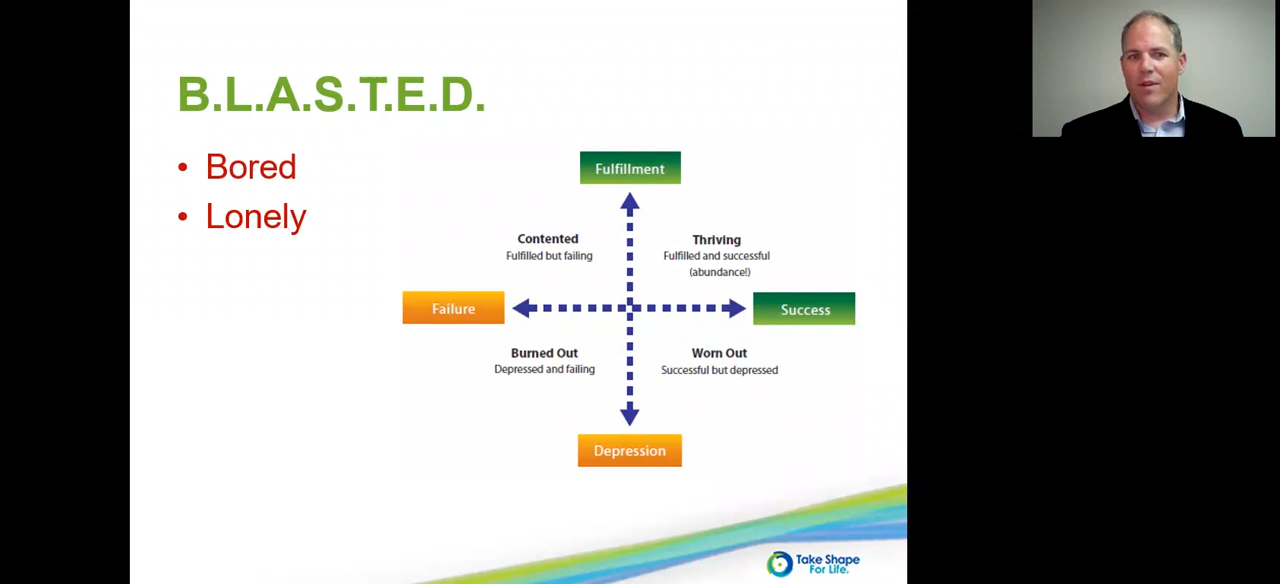 B.L.A.S.T.E.D.
• Bored
• Lonely
Fulfillment
Contented
Fulfilled but failing
Thriving
Fulfilled and successful
(abundance!)
Failure
Success
Burned Out
Depressed and failing
Worn Out
Successful but depressed
Depression
Take Shape
For Life.